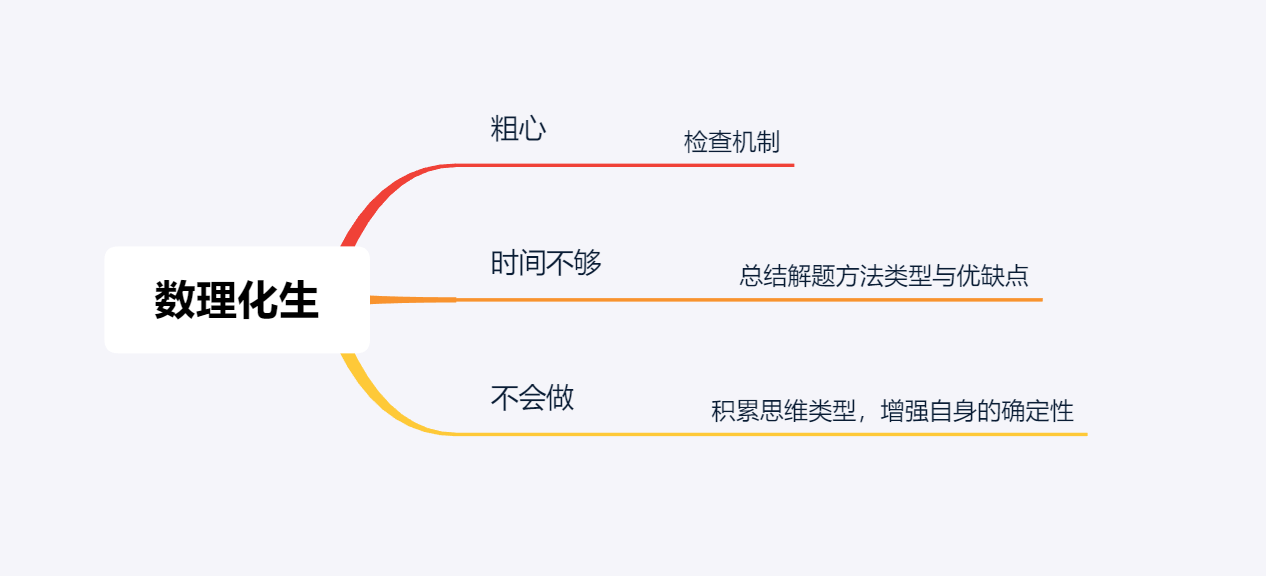 数理化生
粗心
检查机制
时间不够
总结解题方法类型与优缺点
不会做
积累思维类型，增强自身的确定性